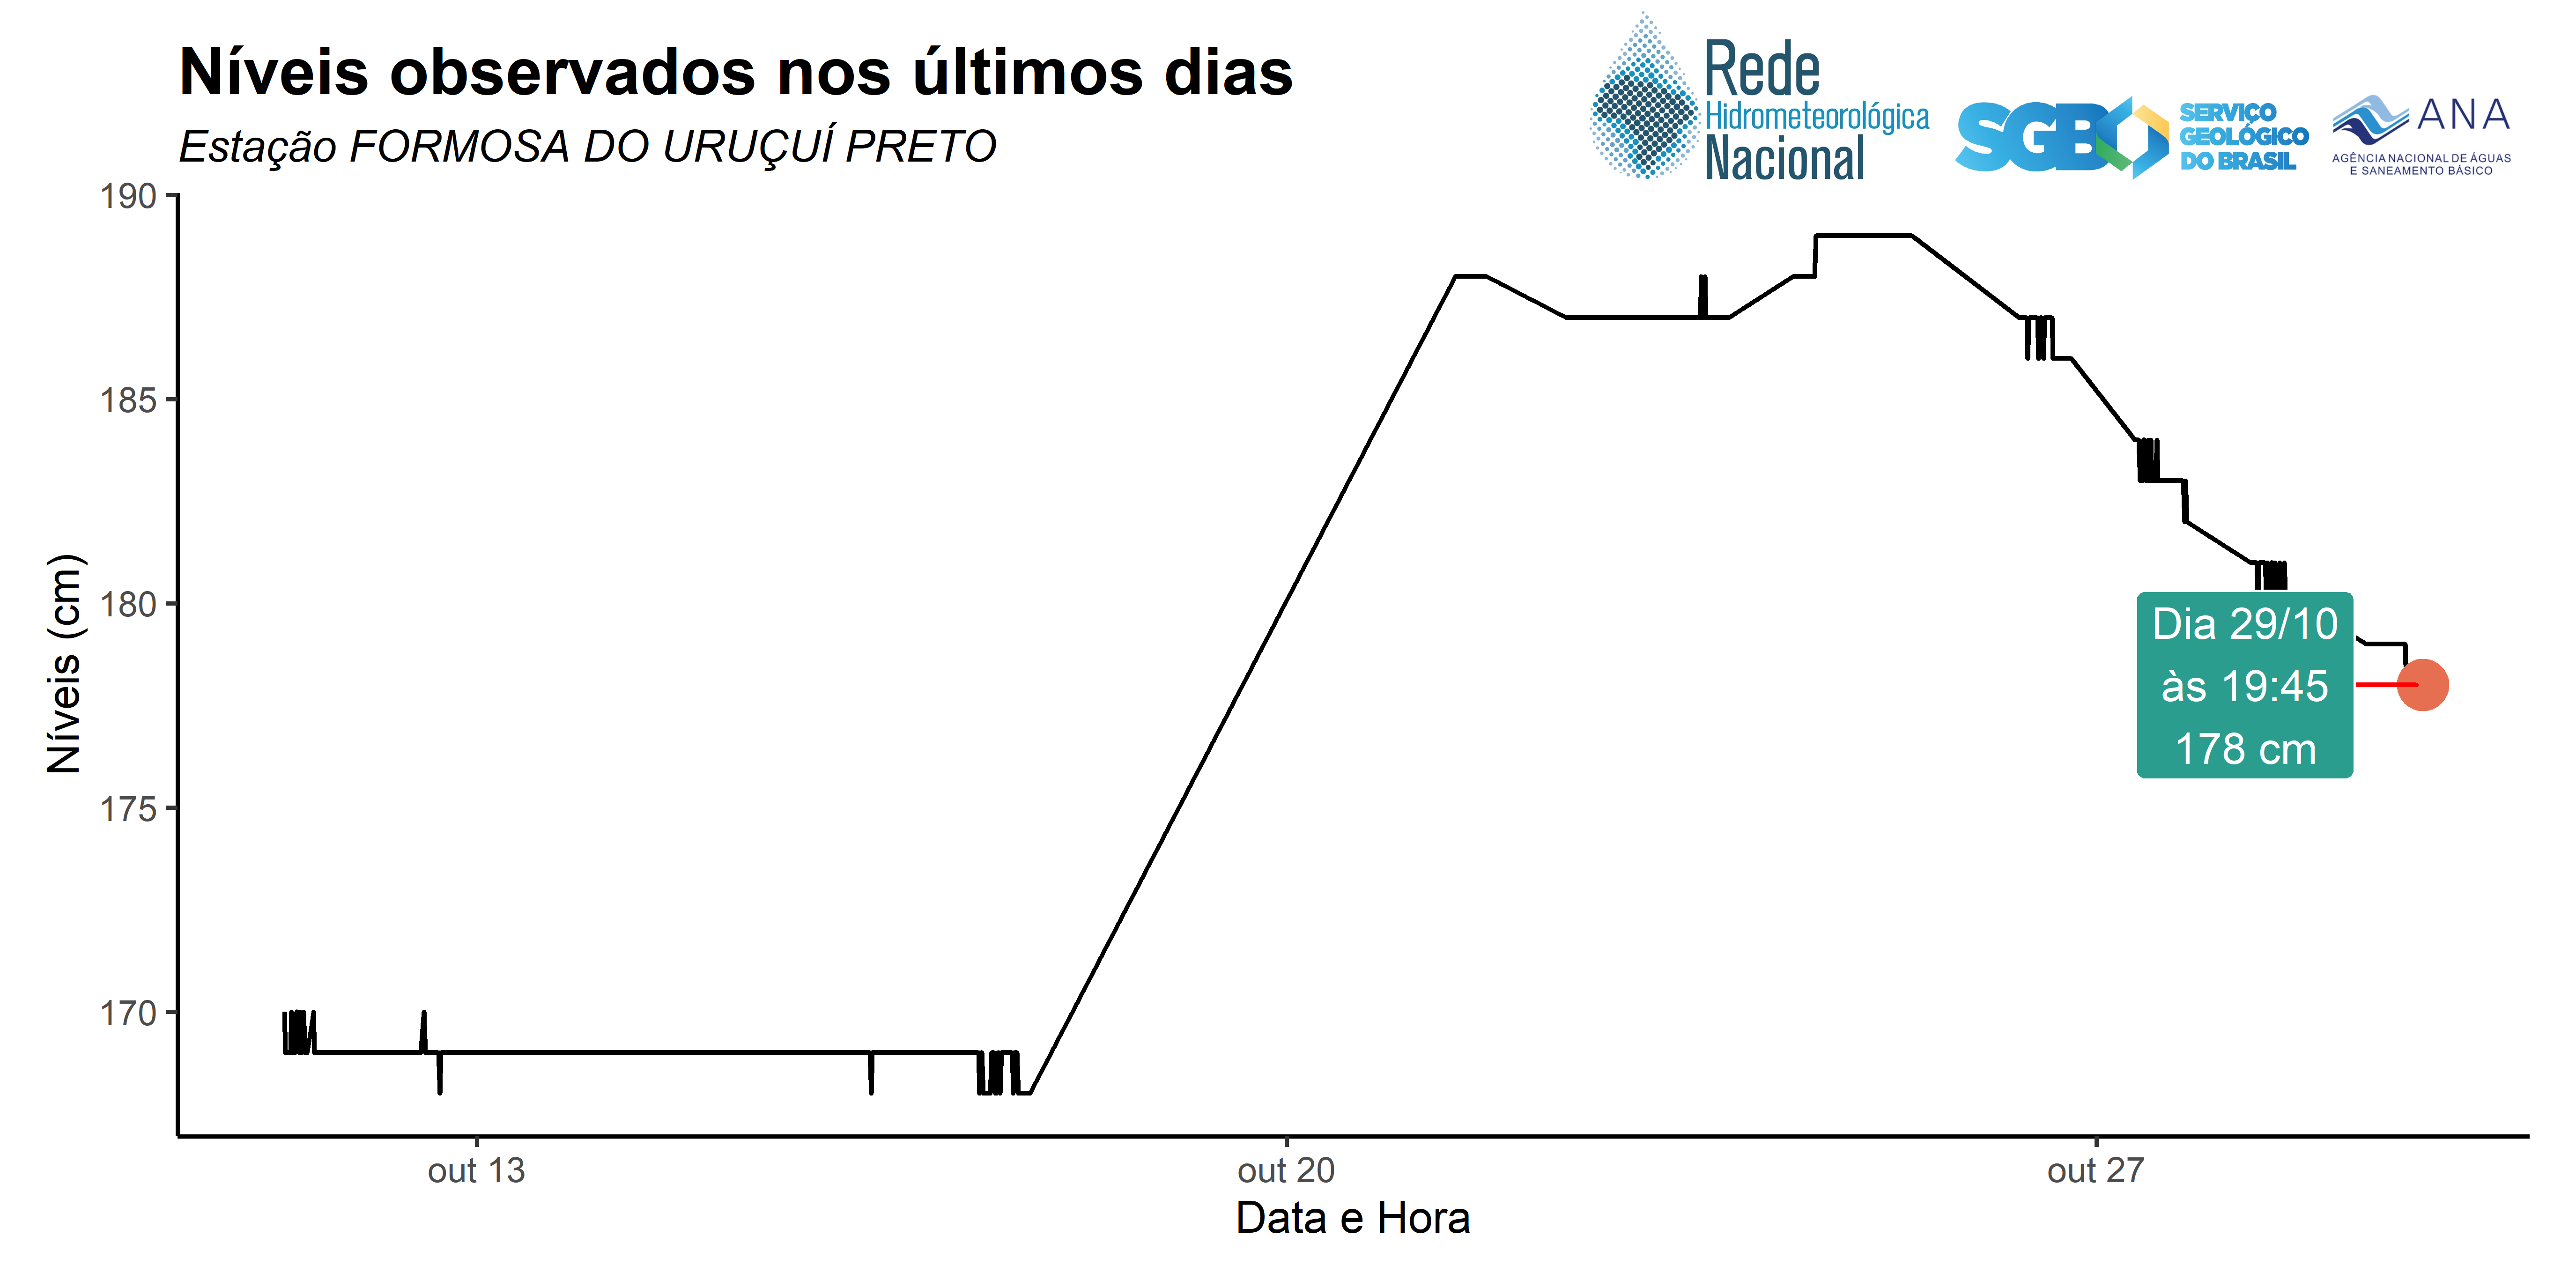 Níveis observados nos últimos dias
Estação FORMOSA DO URUÇUÍ PRETO
Rede
Hidrometeorológica
Nacional
SGB
SERVIÇO
GEOLÓGICO
DO BRASIL
ANA
AGÊNCIA NACIONAL DE ÁGUAS
E SANEAMENTO BÁSICO
190
185
180
175
170
Níveis (cm)
Dia 29/10
às 19:45
178 cm
out 13
out 20
out 27
Data e Hora